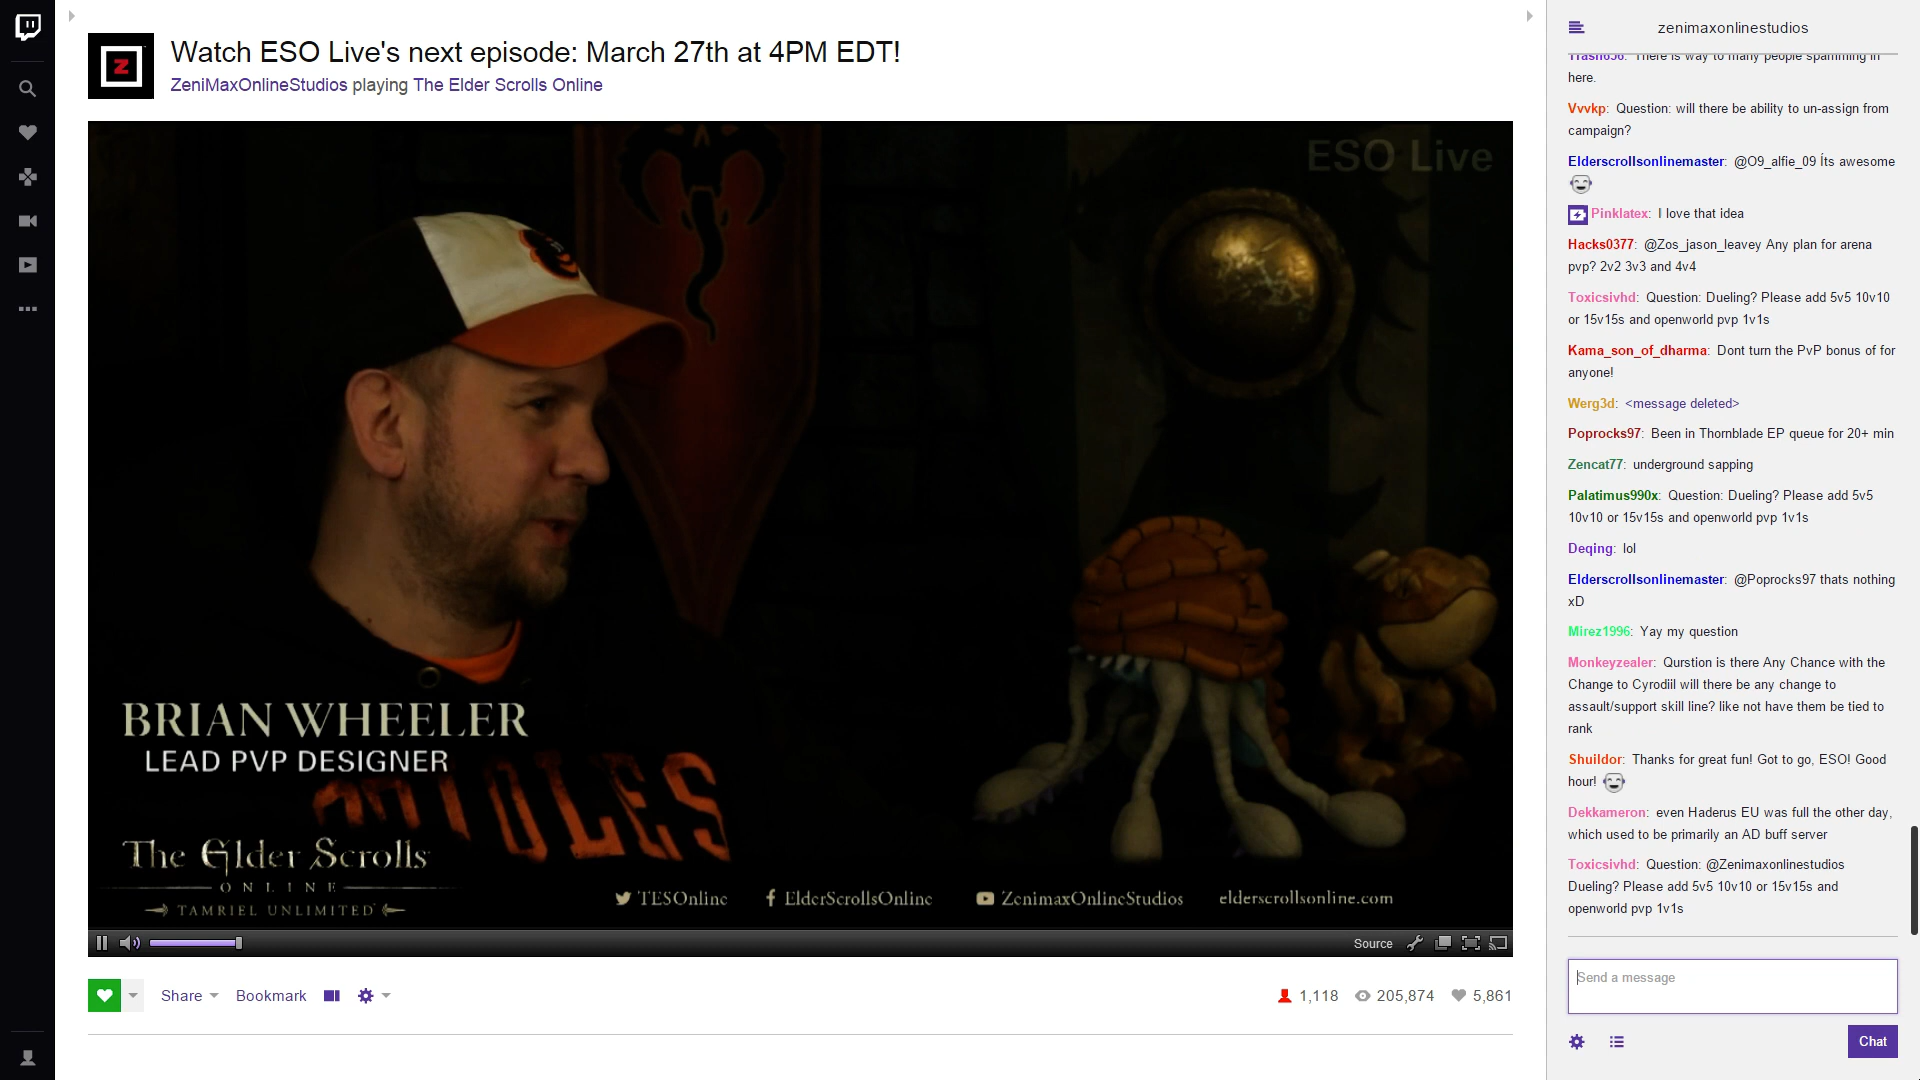 Watch ESO Live's next episode: March 27th at 4PM EDT!
ZeniMaxOnlineStudios playing The Elder Scrolls Online
ESO Live
BRIAN WHEELER
LEAD PVP DESIGNER
The Elder Scrolls
ONLINE
TAMRIEL UNLIMITED
TESOnline
ElderScrollsOnline
ZenimaxOnlineStudios
elderscrollsonline.com
Source
Share
Bookmark
1,118
205,874
5,861
zenimaxonlinestudios
Trash656: There is way to many people spamming in
here.
Vvvkp: Question: will there be ability to un-assign from
campaign?
Elderscrollsonlinemaster: @O9_alfie_09 Íts awesome
Pinklatex: I love that idea
Hacks0377: @Zos_jason_leavey Any plan for arena
pvp? 2v2 3v3 and 4v4
Toxicsivhd: Question: Dueling? Please add 5v5 10v10
or 15v15s and openworld pvp 1v1s
Kama_son_of_dharma: Dont turn the PvP bonus of for
anyone!
Werg3d: <message deleted>
Poprocks97: Been in Thornblade EP queue for 20+ min
Zencat77: underground sapping
Palatimus990x: Question: Dueling? Please add 5v5
10v10 or 15v15s and openworld pvp 1v1s
Deqing: lol
Elderscrollsonlinemaster: @Poprocks97 thats nothing
xD
Mirez1996: Yay my question
Monkeyzealer: Qurstion is there Any Chance with the
Change to Cyrodiil will there be any change to
assault/support skill line? like not have them be tied to
rank
Shuildor: Thanks for great fun! Got to go, ESO! Good
hour!
Dekkameron: even Haderus EU was full the other day,
which used to be primarily an AD buff server
Toxicsivhd: Question: @Zenimaxonlinestudios
Dueling? Please add 5v5 10v10 or 15v15s and
openworld pvp 1v1s
Send a message
Chat